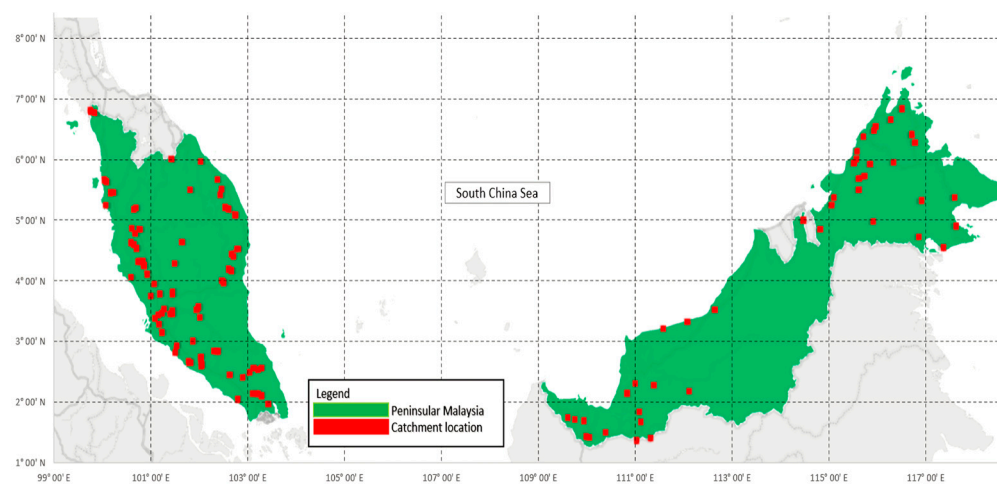 8° 00' N
7° 00' N
6° 00' N
5° 00' N
4° 00' N
3° 00' N
2° 00' N
1° 00' N
South China Sea
Legend
Peninsular Malaysia
Catchment location
99° 00' E
101° 00' E
103° 00' E
105° 00' E
107° 00' E
109° 00' E
111° 00' E
113° 00' E
115° 00' E
117° 00' E